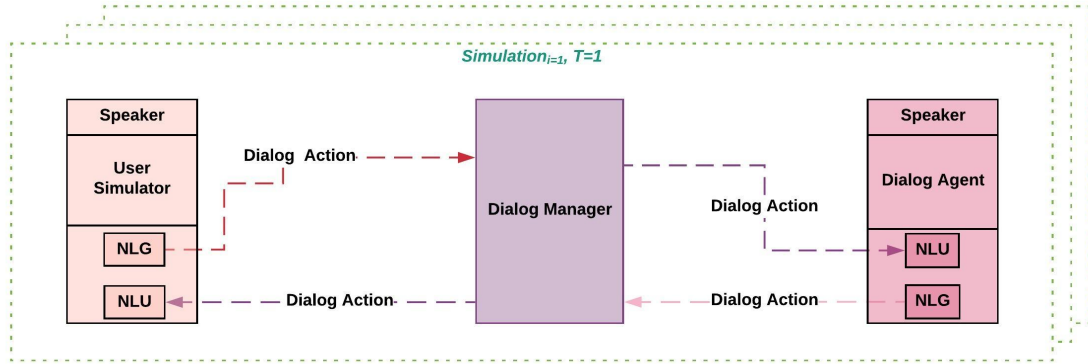 Simulationi=1, T=1
Speaker
User
Simulator
NLG
NLU
Dialog Action
Dialog Action
Dialog Manager
Dialog Action
Dialog Action
Speaker
Dialog Agent
NLU
NLG